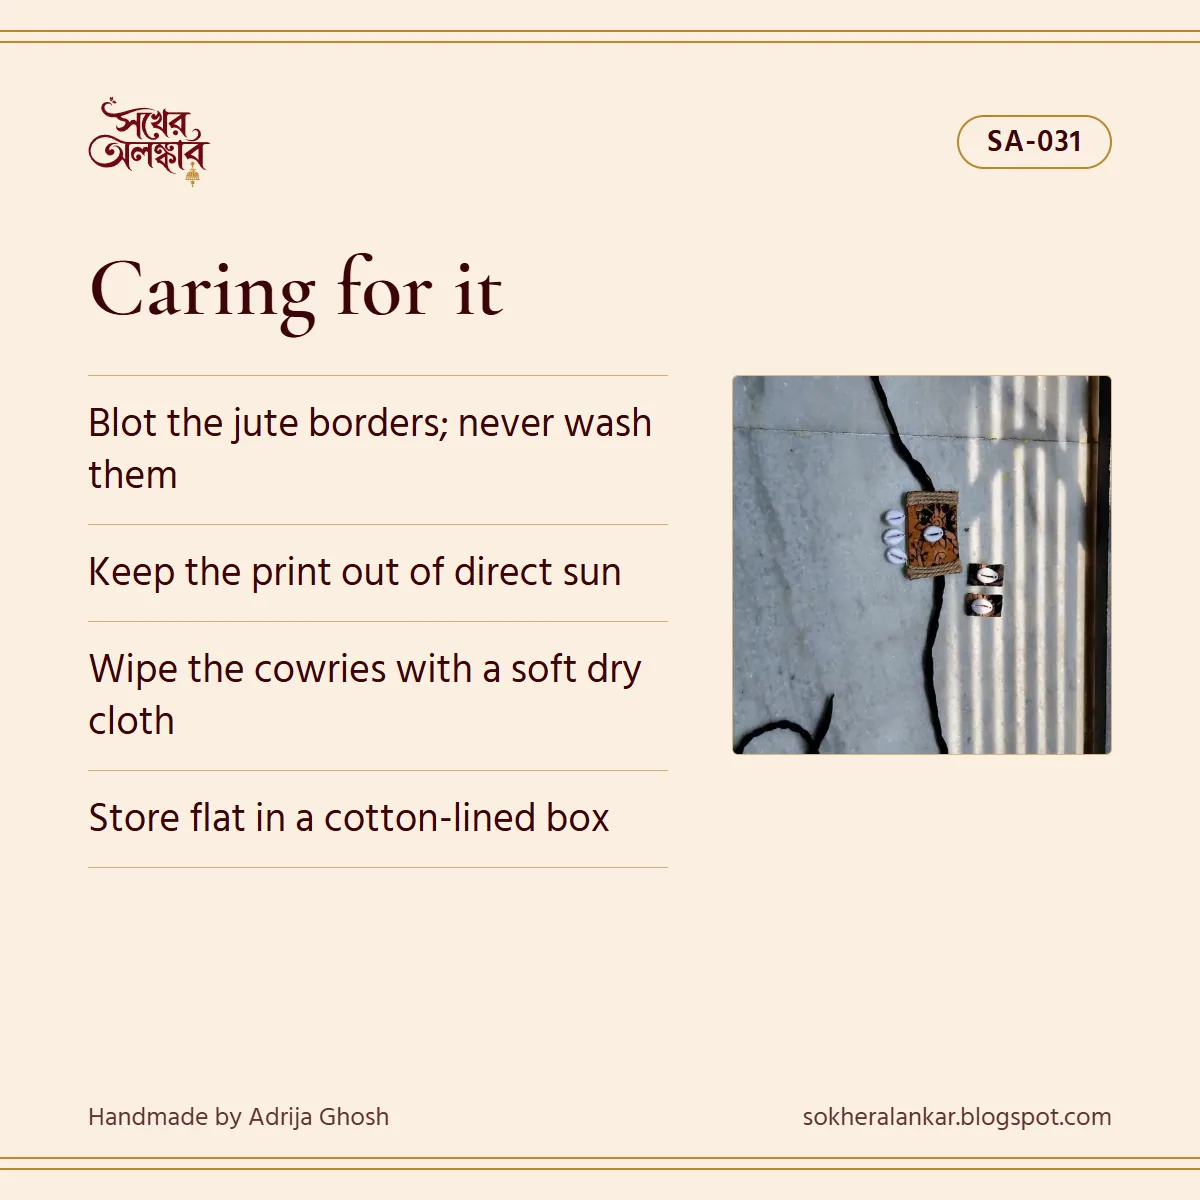 সখের
অলঙ্কার
SA-031
Caring for it
Blot the jute borders; never wash
them
Keep the print out of direct sun
Wipe the cowries with a soft dry
cloth
Store flat in a cotton-lined box
Handmade by Adrija Ghosh
sokheralankar.blogspot.com